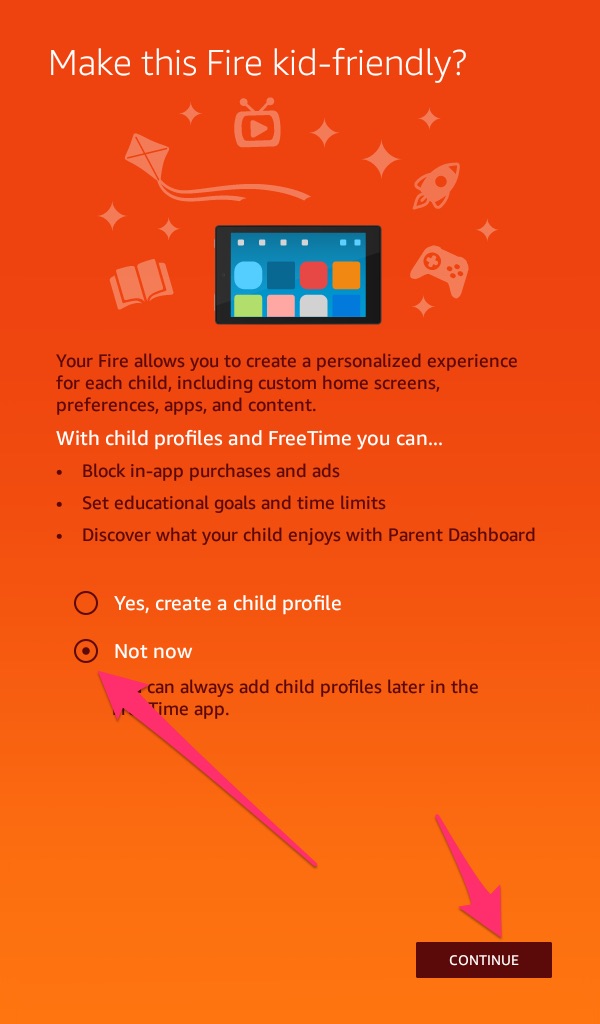 Make this Fire kid-friendly?
Your Fire allows you to create a personalized experience
for each child, including custom home screens,
preferences, apps, and content.
With child profiles and FreeTime you can...
• Block in-app purchases and ads
• Set educational goals and time limits
• Discover what your child enjoys with Parent Dashboard
Yes, create a child profile
Not now
can always add child profiles later in the
Time app.
CONTINUE